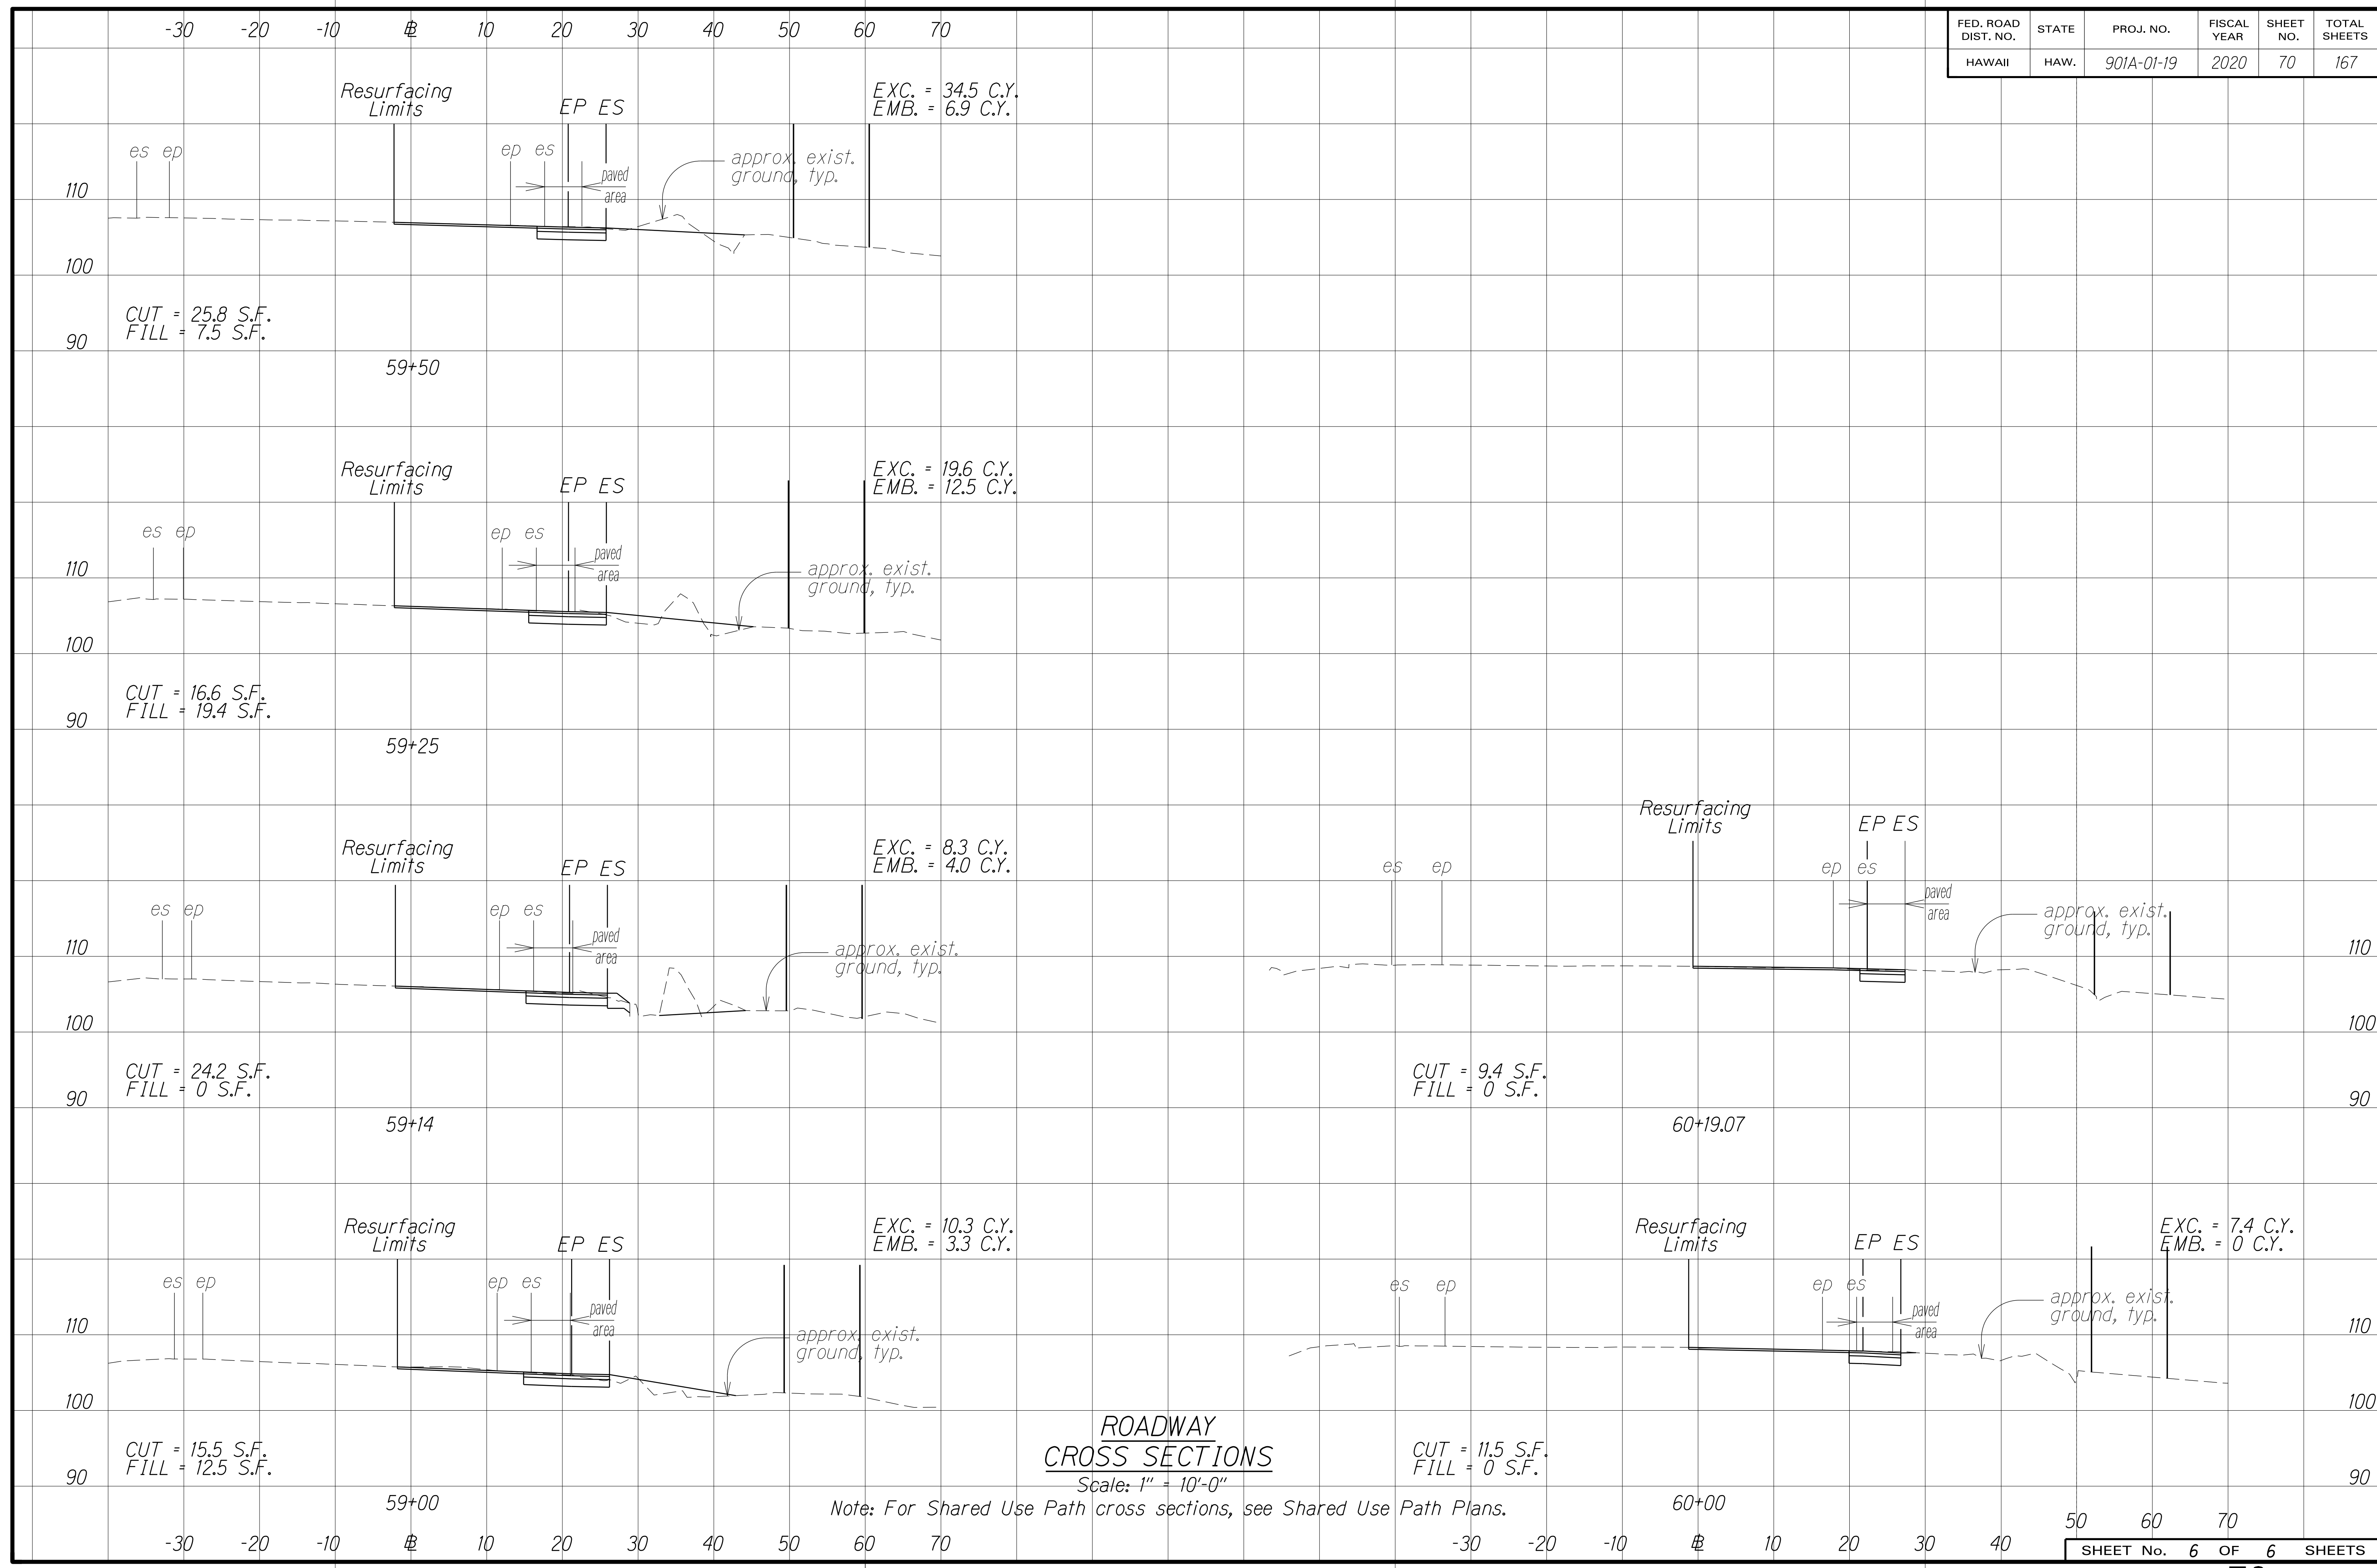 -30 -20 -10 ℄ 10 20 30 40 50 60 70
FED. ROAD DIST. NO. STATE PROJ. NO. FISCAL YEAR SHEET NO. TOTAL SHEETS
HAWAII HAW. 901A-01-19 2020 70 167
Resurfacing
Limits
EP ES
EXC. = 34.5 C.Y.
EMB. = 6.9 C.Y.
es ep
ep es
paved
area
approx. exist.
ground, typ.
110
100
90
CUT = 25.8 S.F.
FILL = 7.5 S.F.
59+50
Resurfacing
Limits
EP ES
EXC. = 19.6 C.Y.
EMB. = 12.5 C.Y.
es ep
ep es
paved
area
approx. exist.
ground, typ.
110
100
90
CUT = 16.6 S.F.
FILL = 19.4 S.F.
59+25
Resurfacing
Limits
EP ES
EXC. = 8.3 C.Y.
EMB. = 4.0 C.Y.
es ep
ep es
paved
area
approx. exist.
ground, typ.
110
100
90
CUT = 24.2 S.F.
FILL = 0 S.F.
59+14
Resurfacing
Limits
EP ES
EXC. = 10.3 C.Y.
EMB. = 3.3 C.Y.
es ep
ep es
paved
area
approx. exist.
ground, typ.
110
100
90
CUT = 15.5 S.F.
FILL = 12.5 S.F.
59+00
-30 -20 -10 ℄ 10 20 30 40 50 60 70
Resurfacing
Limits
EP ES
es ep
ep es
paved
area
approx. exist.
ground, typ.
110
100
90
CUT = 9.4 S.F.
FILL = 0 S.F.
60+19.07
Resurfacing
Limits
EP ES
EXC. = 7.4 C.Y.
EMB. = 0 C.Y.
es ep
ep es
paved
area
approx. exist.
ground, typ.
110
100
90
CUT = 11.5 S.F.
FILL = 0 S.F.
60+00
-30 -20 -10 ℄ 10 20 30 40 50 60 70
ROADWAY
CROSS SECTIONS
Scale: 1" = 10'-0"
Note: For Shared Use Path cross sections, see Shared Use Path Plans.
SHEET No. 6 OF 6 SHEETS